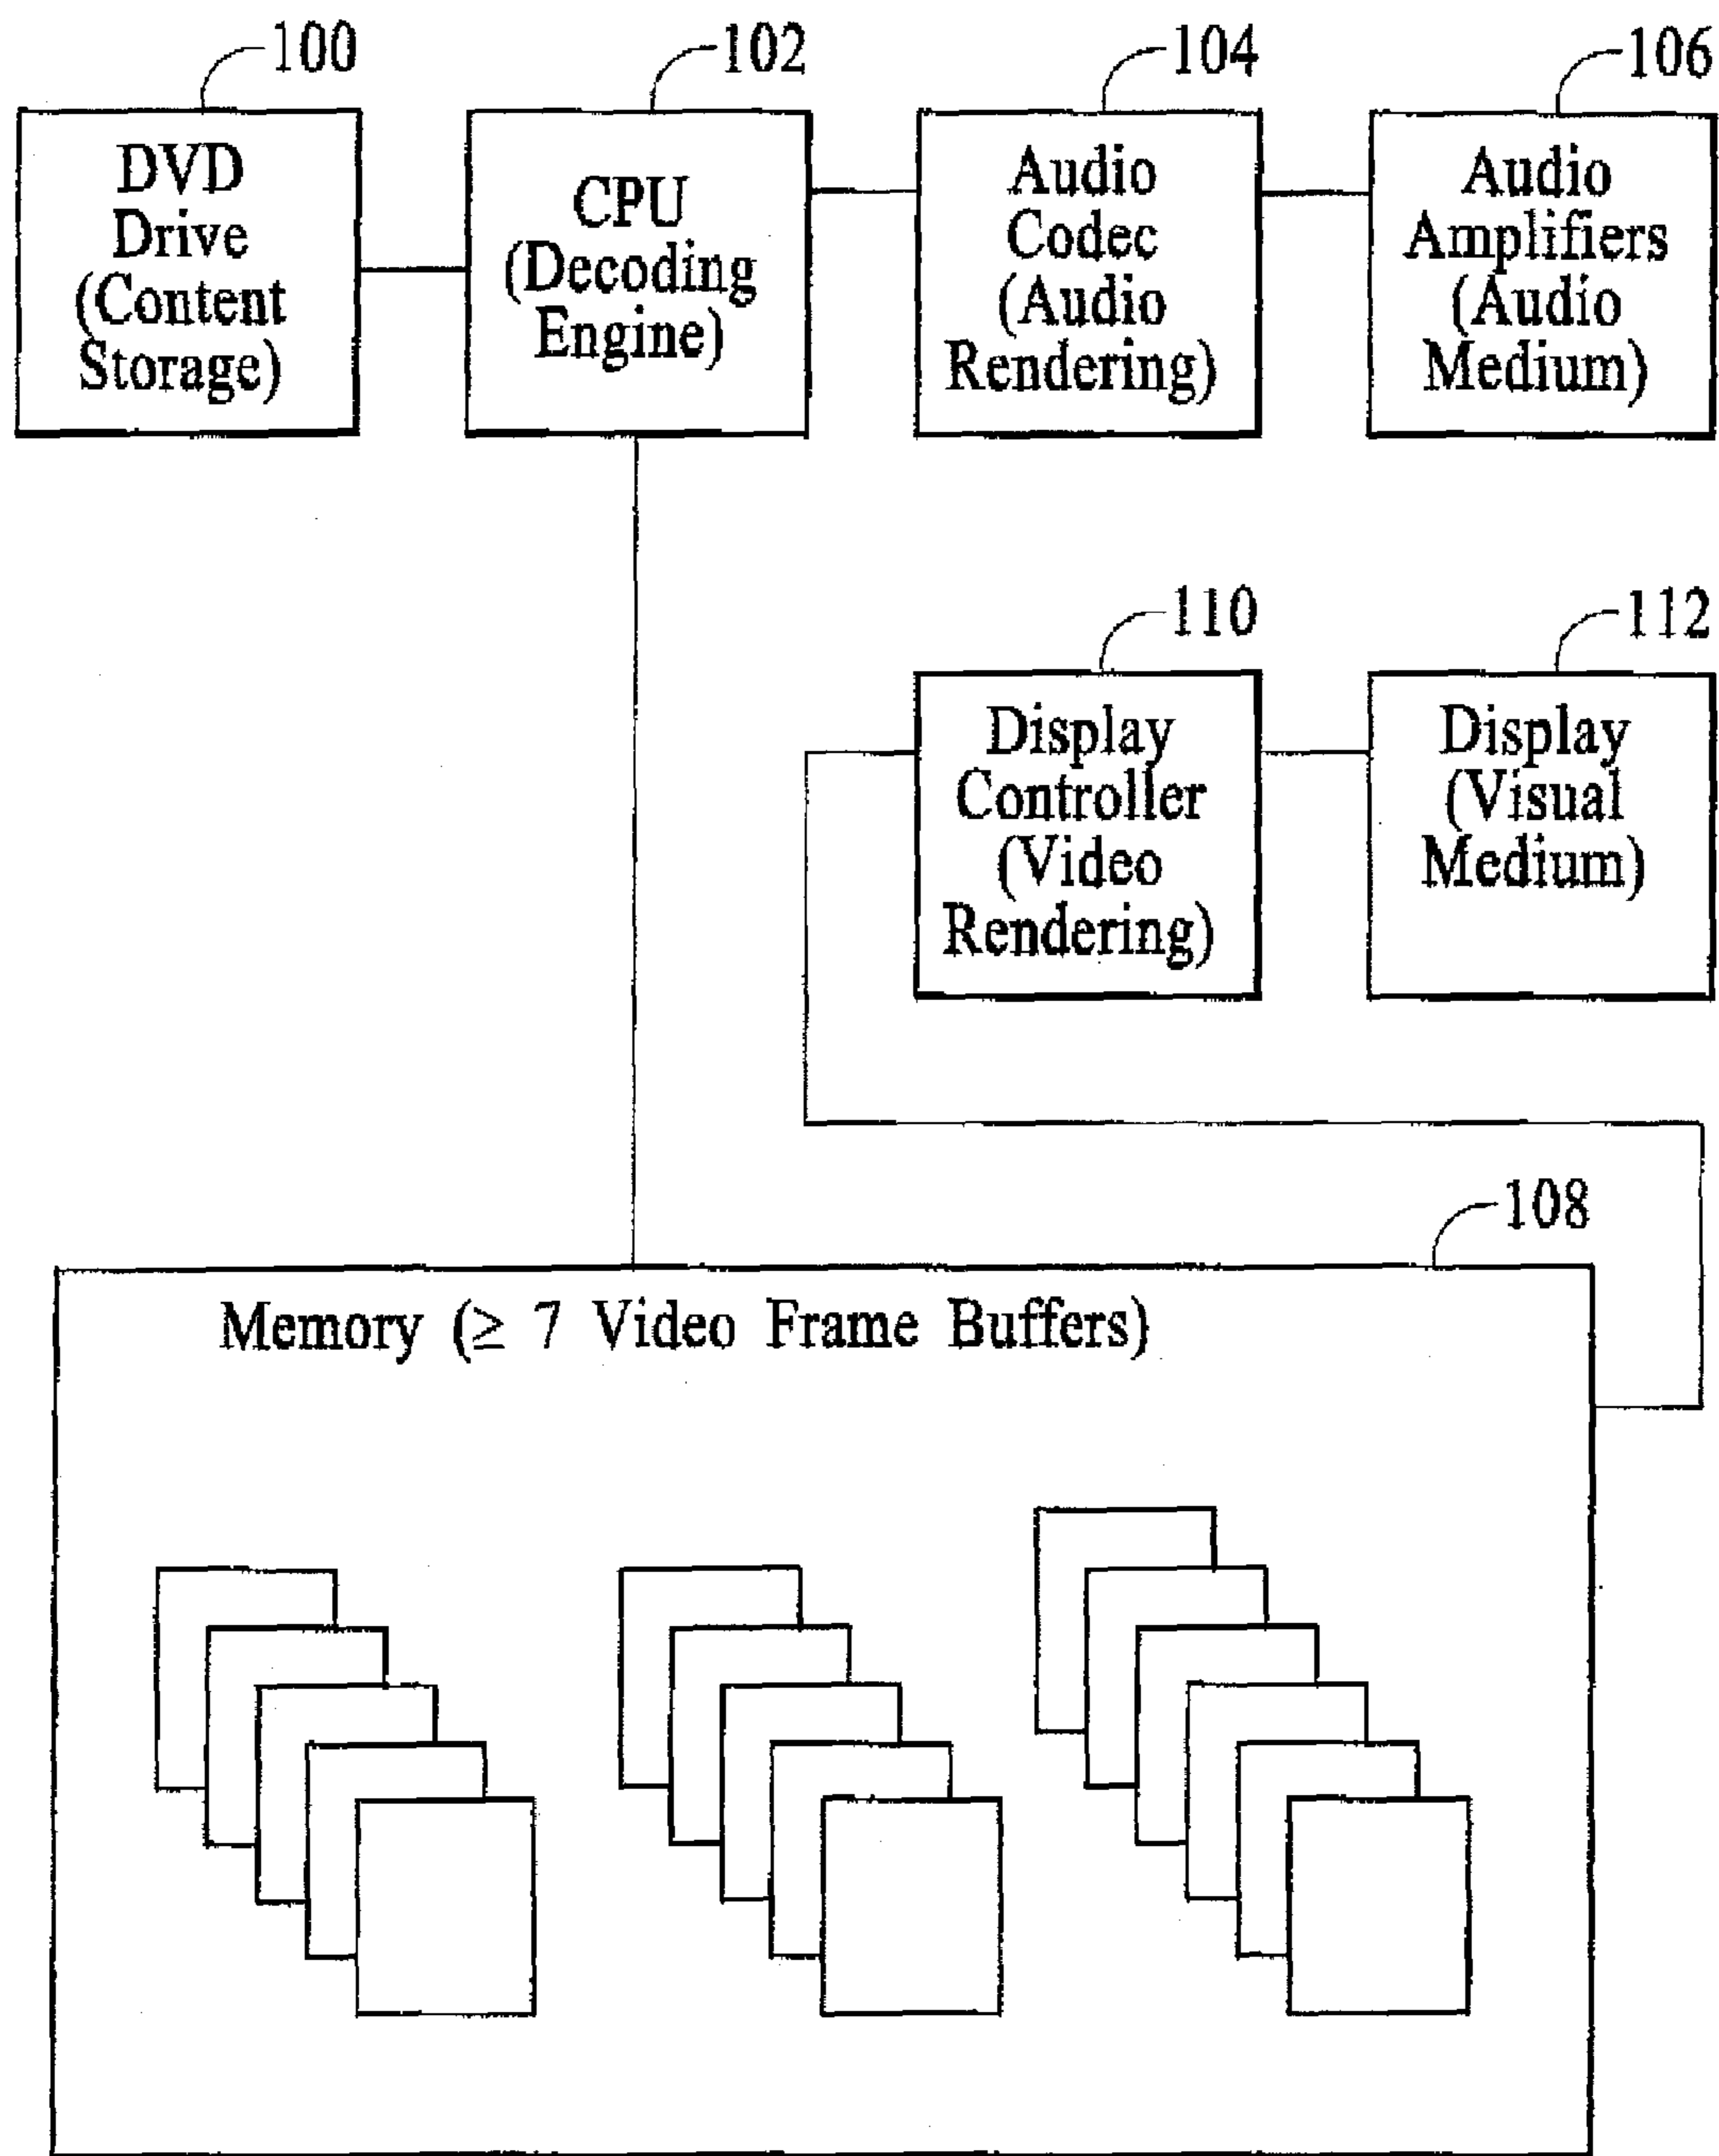 100
102
104
106
DVD
Drive
(Content
Storage)
CPU
(Decoding
Engine)
Audio
Codec
(Audio
Rendering)
Audio
Amplifiers
(Audio
Medium)
110
112
Display
Controller
(Video
Rendering)
Display
(Visual
Medium)
108
Memory (≥ 7 Video Frame Buffers)